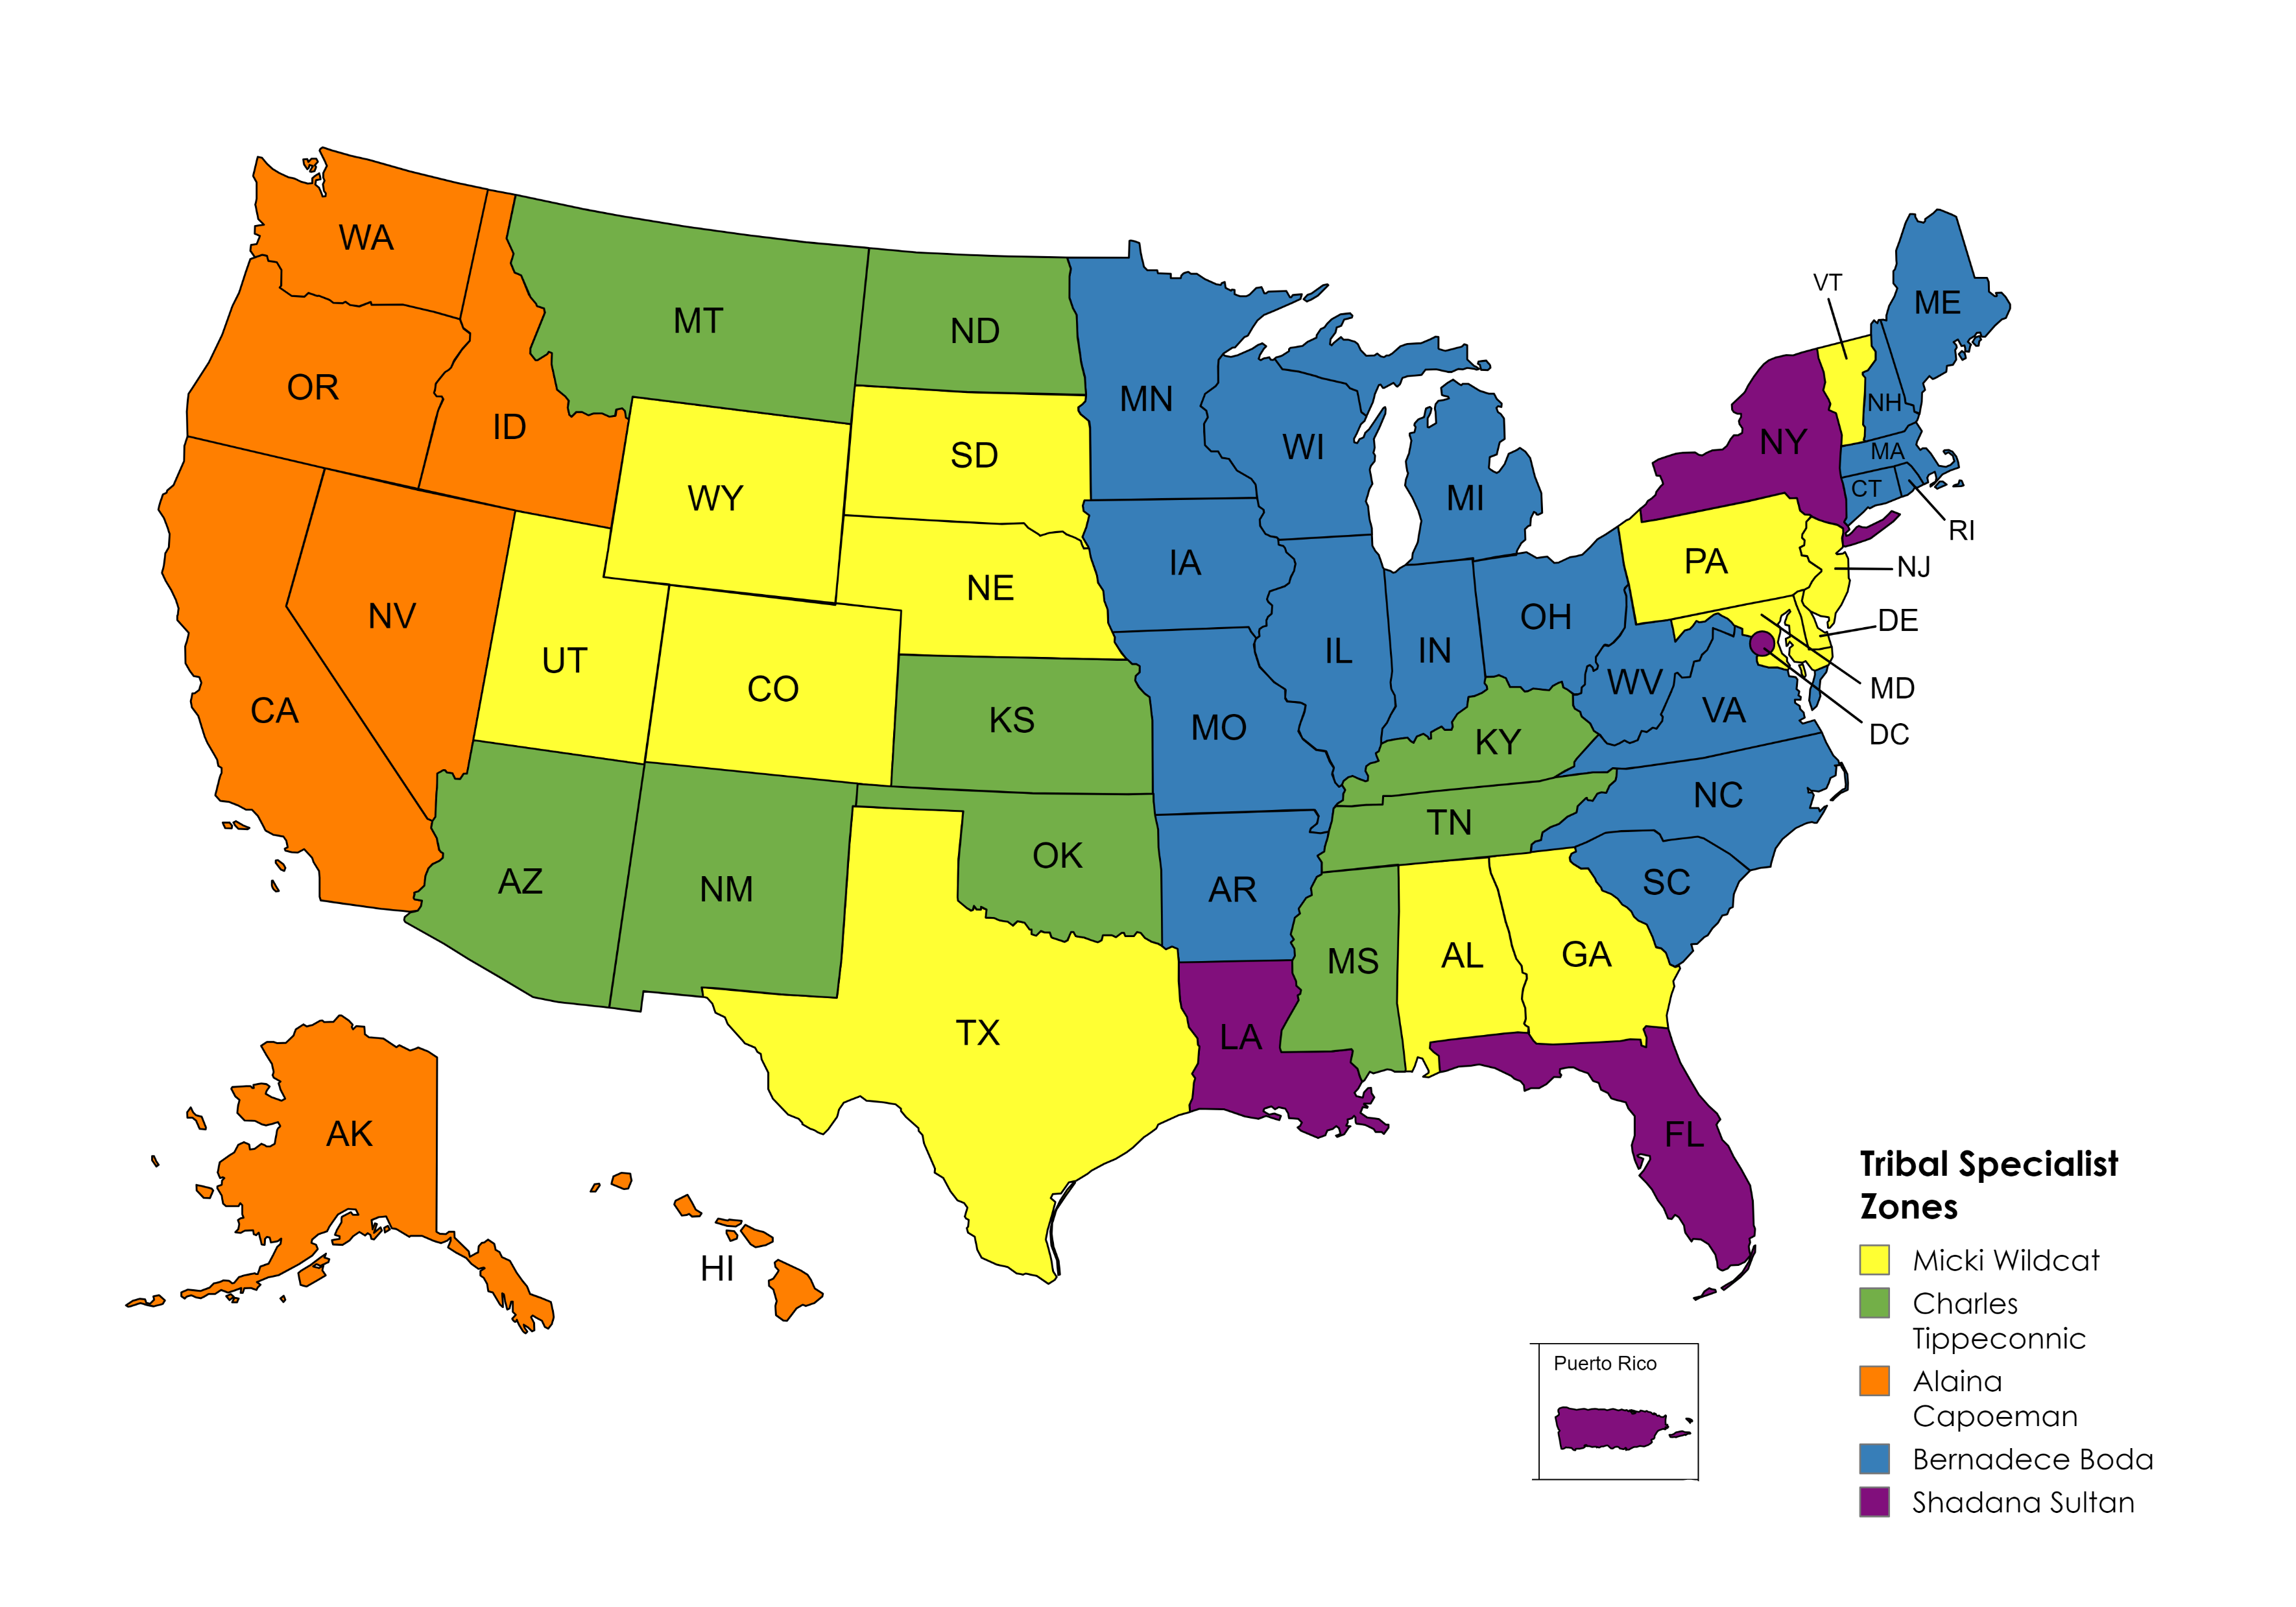 WA
MT
ND
MN
VT
ME
OR
ID
SD
WI
NY
NH
MA
WY
MI
CT
RI
NE
IA
PA
NJ
NV
UT
CO
IL
IN
OH
DE
CA
KS
MO
WV
VA
MD
KY
DC
NC
TN
AZ
NM
OK
AR
SC
MS
AL
GA
TX
LA
AK
FL
HI
Tribal Specialist
Zones
Micki Wildcat
Charles
Tippeconnic
Alaina
Capoeman
Bernadece Boda
Shadana Sultan
Puerto Rico